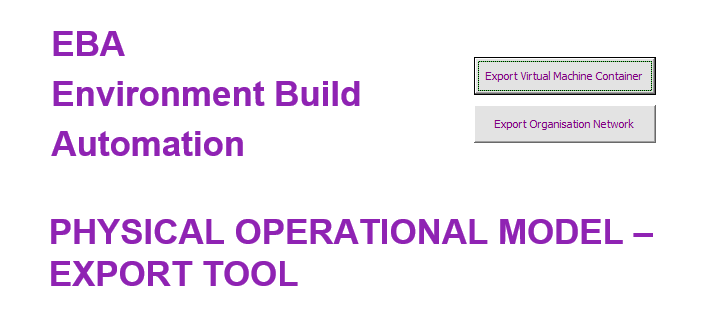 EBA
Environment Build
Automation
Export Virtual Machine Container
Export Organisation Network
PHYSICAL OPERATIONAL MODEL –
EXPORT TOOL